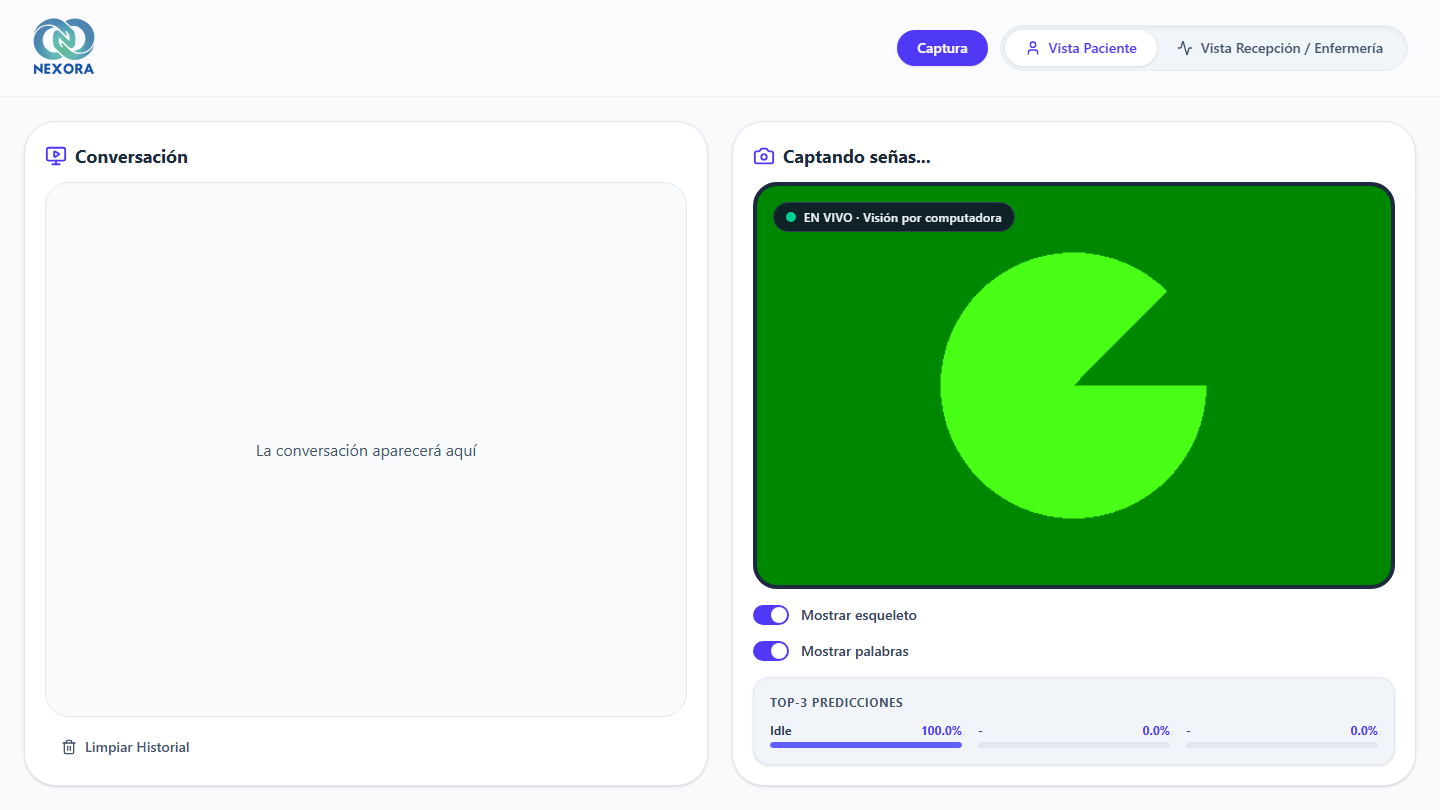 NEXORA
Captura
Vista Paciente
Vista Recepción / Enfermería
Conversación
La conversación aparecerá aquí
Limpiar Historial
Captando señas...
EN VIVO · Visión por computadora
Mostrar esqueleto
Mostrar palabras
TOP-3 PREDICCIONES
Idle 100.0%
- 0.0%
- 0.0%